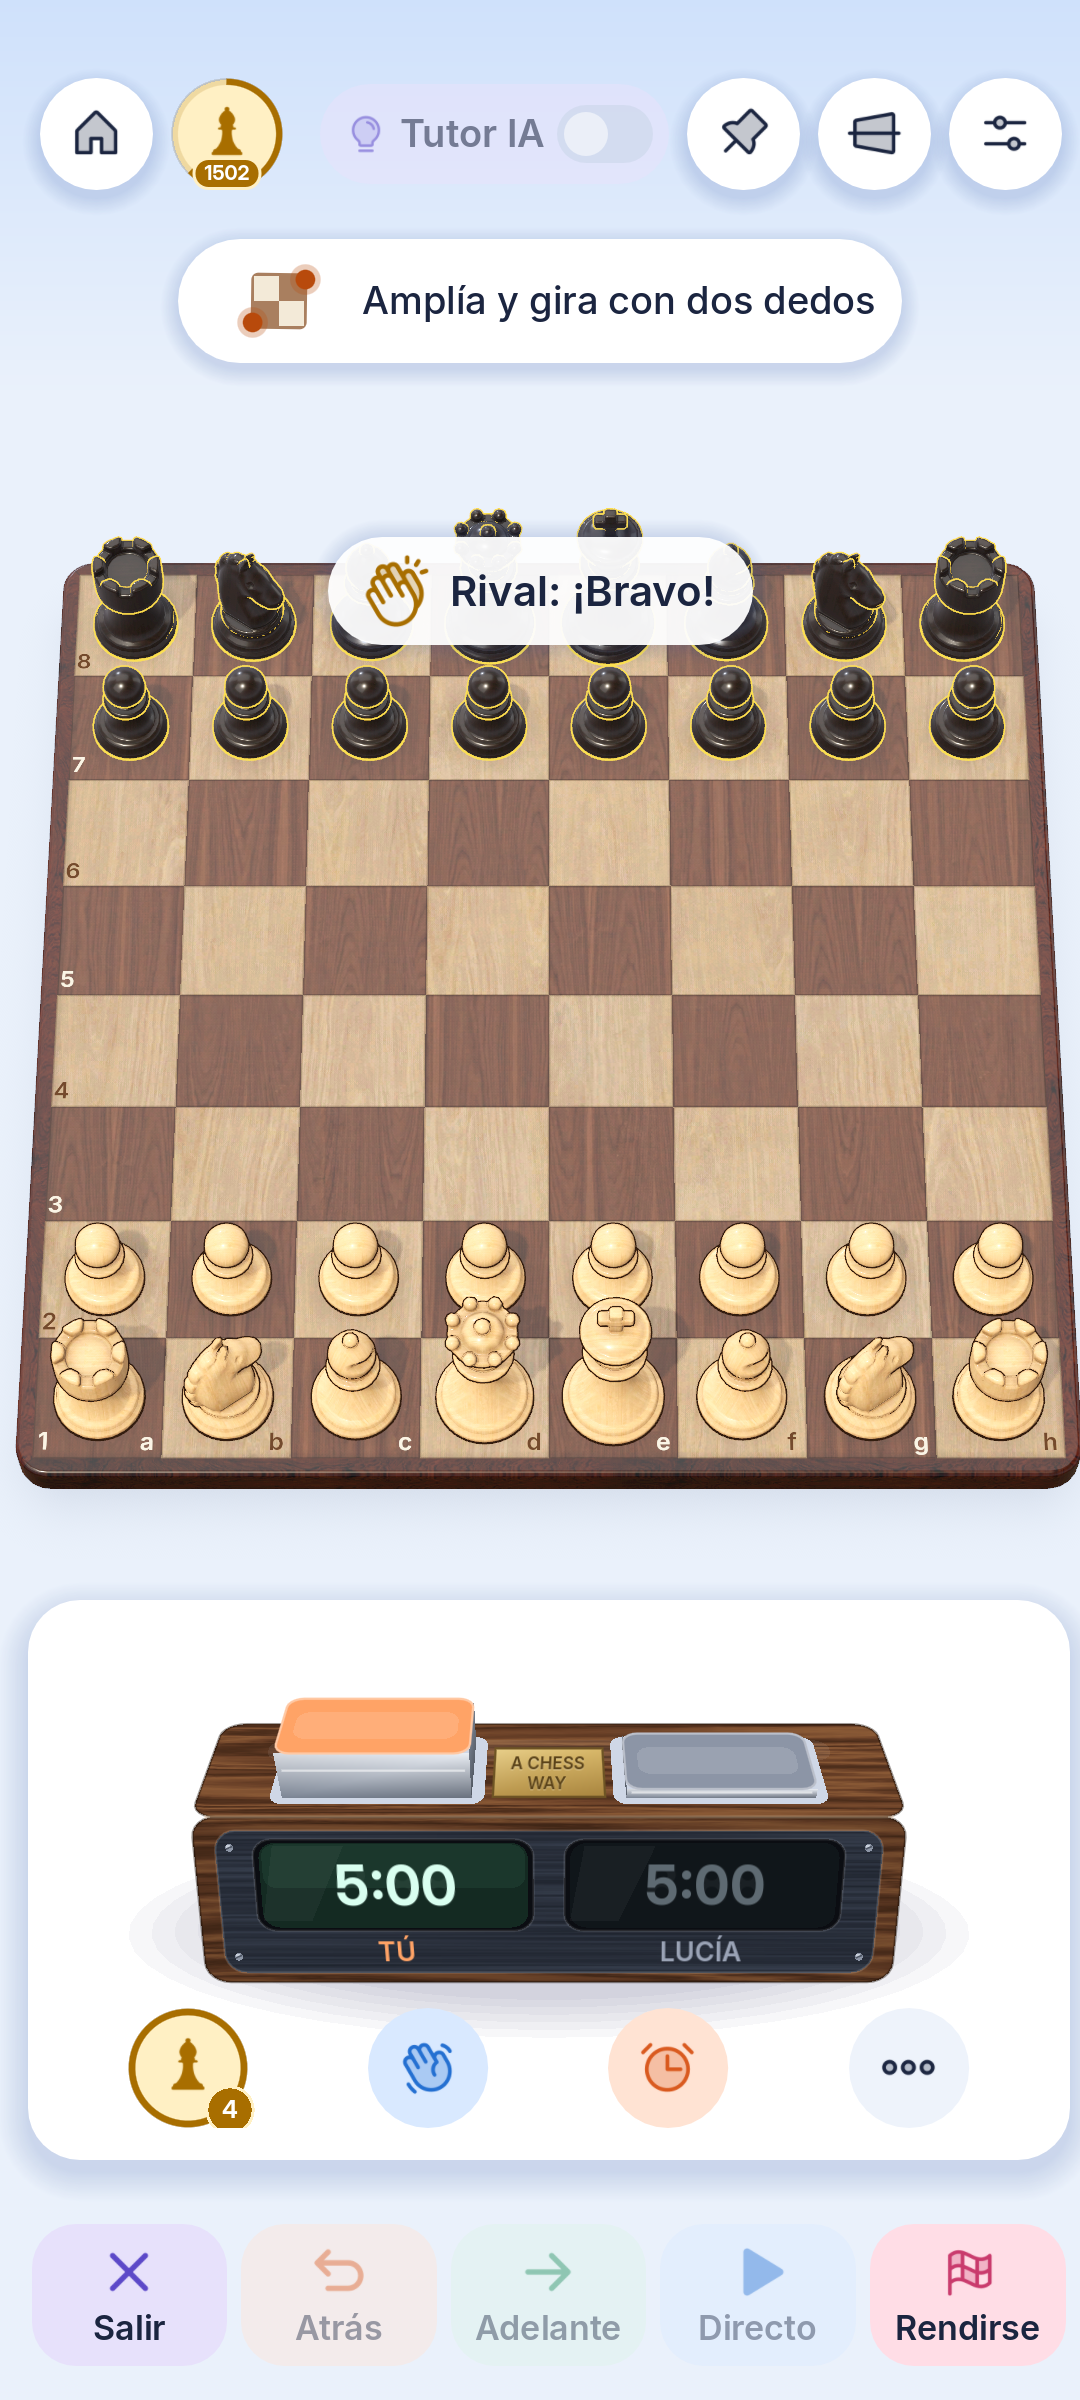 1502
Tutor IA
Amplía y gira con dos dedos
Rival: ¡Bravo!
8
7
6
5
4
3
2
1
a b c d e f g h
A CHESS
WAY
5:00 5:00
TÚ LUCÍA
4
Salir Atrás Adelante Directo Rendirse